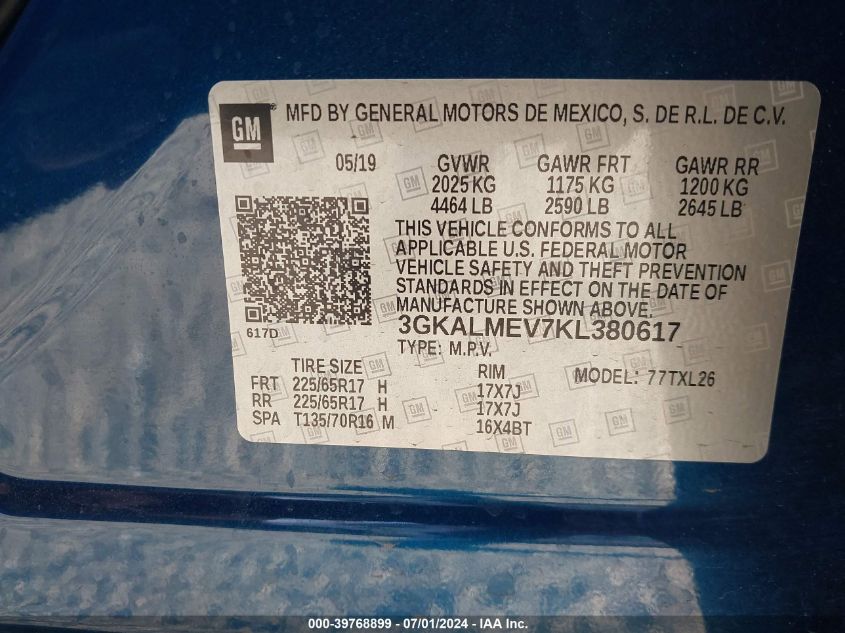 GM ® MFD BY GENERAL MOTORS DE MEXICO, S. DE R.L. DE C.V.
05/19 GVWR GAWR FRT GAWR RR
2025 KG 1175 KG 1200 KG
4464 LB 2590 LB 2645 LB
THIS VEHICLE CONFORMS TO ALL
APPLICABLE U.S. FEDERAL MOTOR
VEHICLE SAFETY AND THEFT PREVENTION
STANDARDS IN EFFECT ON THE DATE OF
MANUFACTURE SHOWN ABOVE.
617D 3GKALMEV7KL380617
TYPE: M.P.V.
TIRE SIZE RIM MODEL: 77TXL26
FRT 225/65R17 H 17X7J
RR 225/65R17 H 17X7J
SPA T135/70R16 M 16X4BT
000-39768899 - 07/01/2024 - IAAI.com